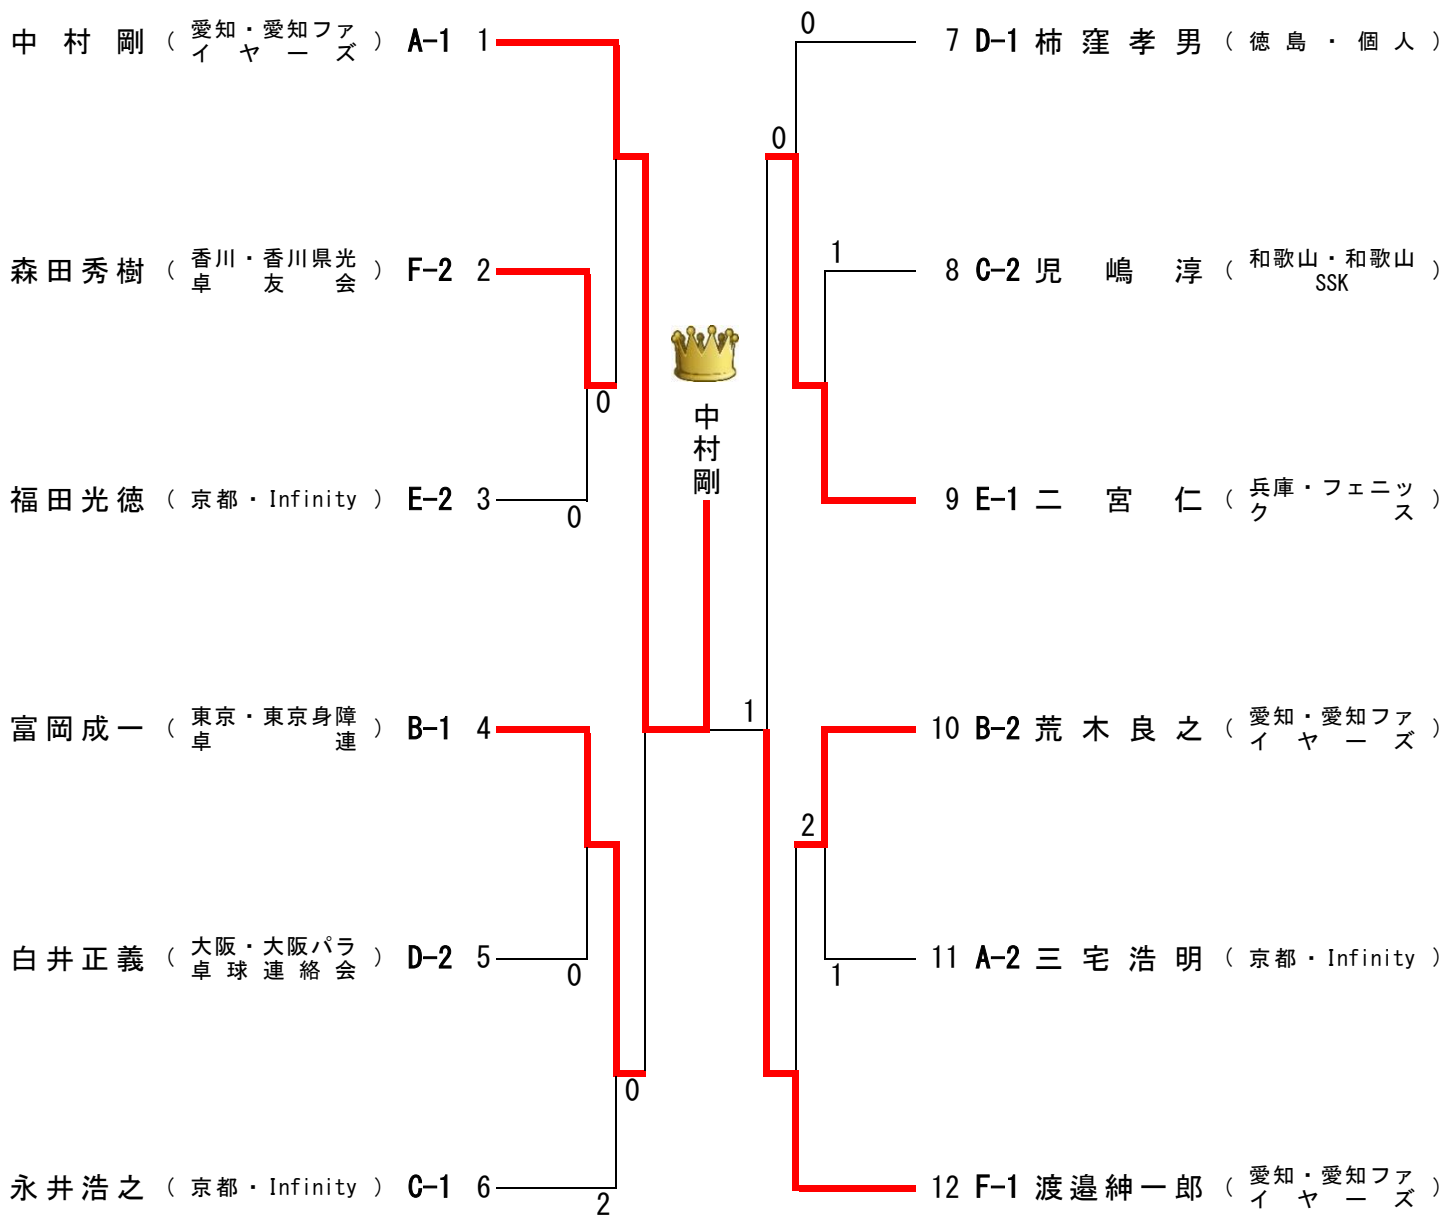 中村剛 ( 愛知・愛知ファイヤーズ ) A-1 1
森田秀樹 ( 香川・香川県光卓友会 ) F-2 2
0
福田光徳 ( 京都・Infinity ) E-2 3
0
富岡成一 ( 東京・東京身障卓連 ) B-1 4
白井正義 ( 大阪・大阪パラ卓球連絡会 ) D-2 5
0
0
永井浩之 ( 京都・Infinity ) C-1 6
2
中村剛
1
0
7 D-1 柿窪孝男 ( 徳島・個人 )
0
1
8 C-2 児嶋淳 ( 和歌山・和歌山SSK )
9 E-1 二宮仁 ( 兵庫・フェニックス )
10 B-2 荒木良之 ( 愛知・愛知ファイヤーズ )
2
11 A-2 三宅浩明 ( 京都・Infinity )
1
12 F-1 渡邉紳一郎 ( 愛知・愛知ファイヤーズ )